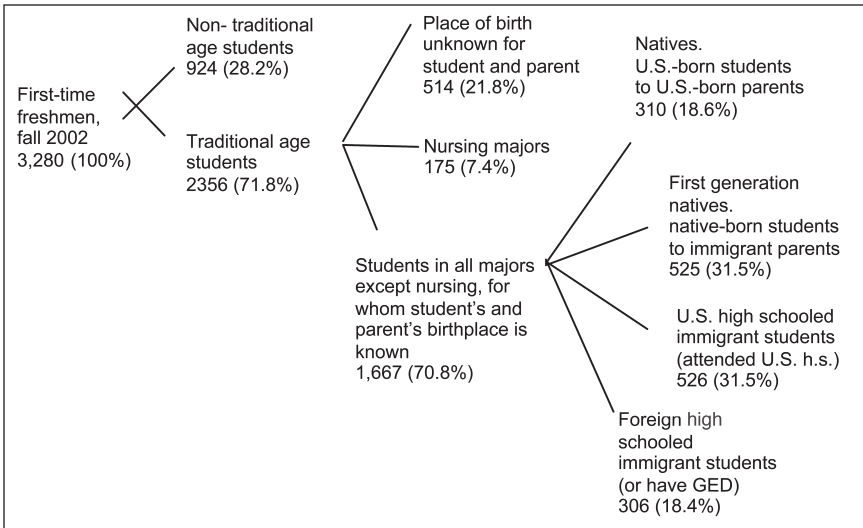 First-time
freshmen,
fall 2002
3,280 (100%)
Non- traditional
age students
924 (28.2%)
Traditional age
students
2356 (71.8%)
Place of birth
unknown for
student and parent
514 (21.8%)
Nursing majors
175 (7.4%)
Students in all majors
except nursing, for
whom student's and
parent's birthplace is
known
1,667 (70.8%)
Natives.
U.S.-born students
to U.S.-born parents
310 (18.6%)
First generation
natives.
native-born students
to immigrant parents
525 (31.5%)
U.S. high schooled
immigrant students
(attended U.S. h.s.)
526 (31.5%)
Foreign high
schooled
immigrant students
(or have GED)
306 (18.4%)